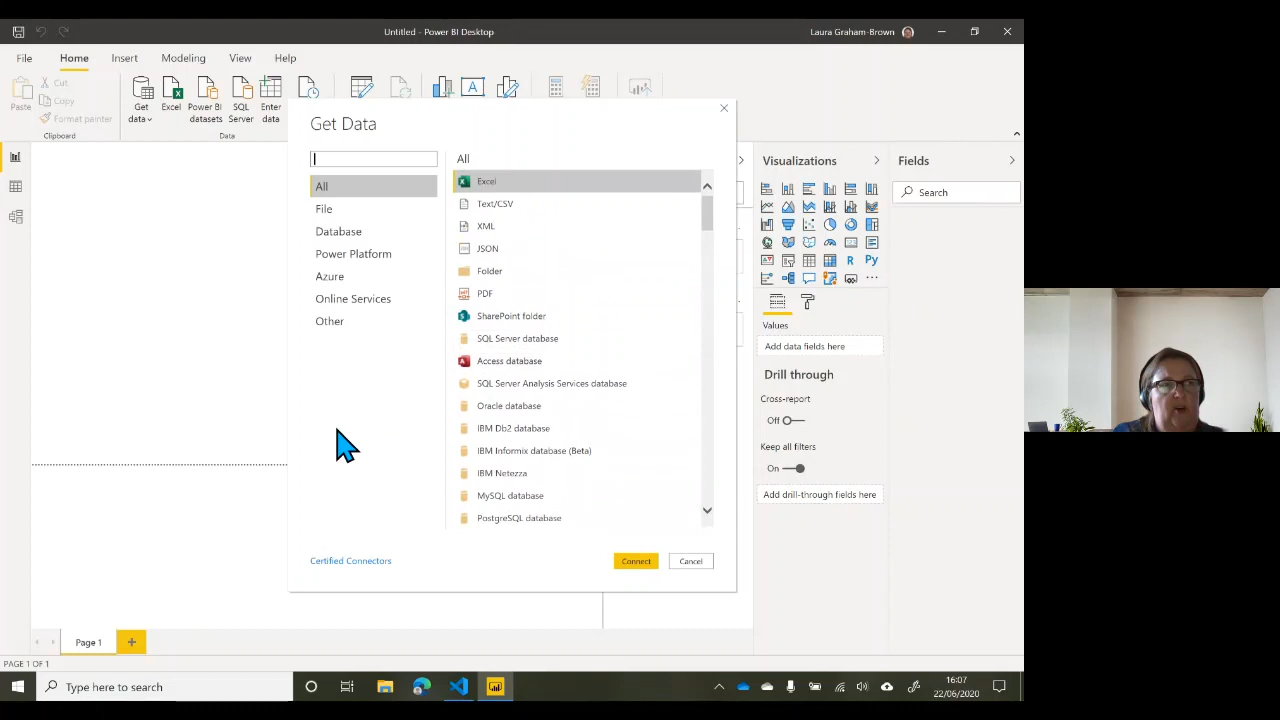 Untitled - Power BI Desktop
Laura Graham-Brown
File Home Insert Modeling View Help
Paste
Cut
Copy
Format painter
Clipboard
Get data
Excel
Power BI datasets
SQL Server
Enter data
Data
Get Data
All
File
Database
Power Platform
Azure
Online Services
Other
All
Excel
Text/CSV
XML
JSON
Folder
PDF
SharePoint folder
SQL Server database
Access database
SQL Server Analysis Services database
Oracle database
IBM Db2 database
IBM Informix database (Beta)
IBM Netezza
MySQL database
PostgreSQL database
Certified Connectors
Connect
Cancel
Visualizations
R
Py
Values
Add data fields here
Drill through
Cross-report
Off
Keep all filters
On
Add drill-through fields here
Fields
Search
Page 1
PAGE 1 OF 1
Type here to search
16:07
22/06/2020